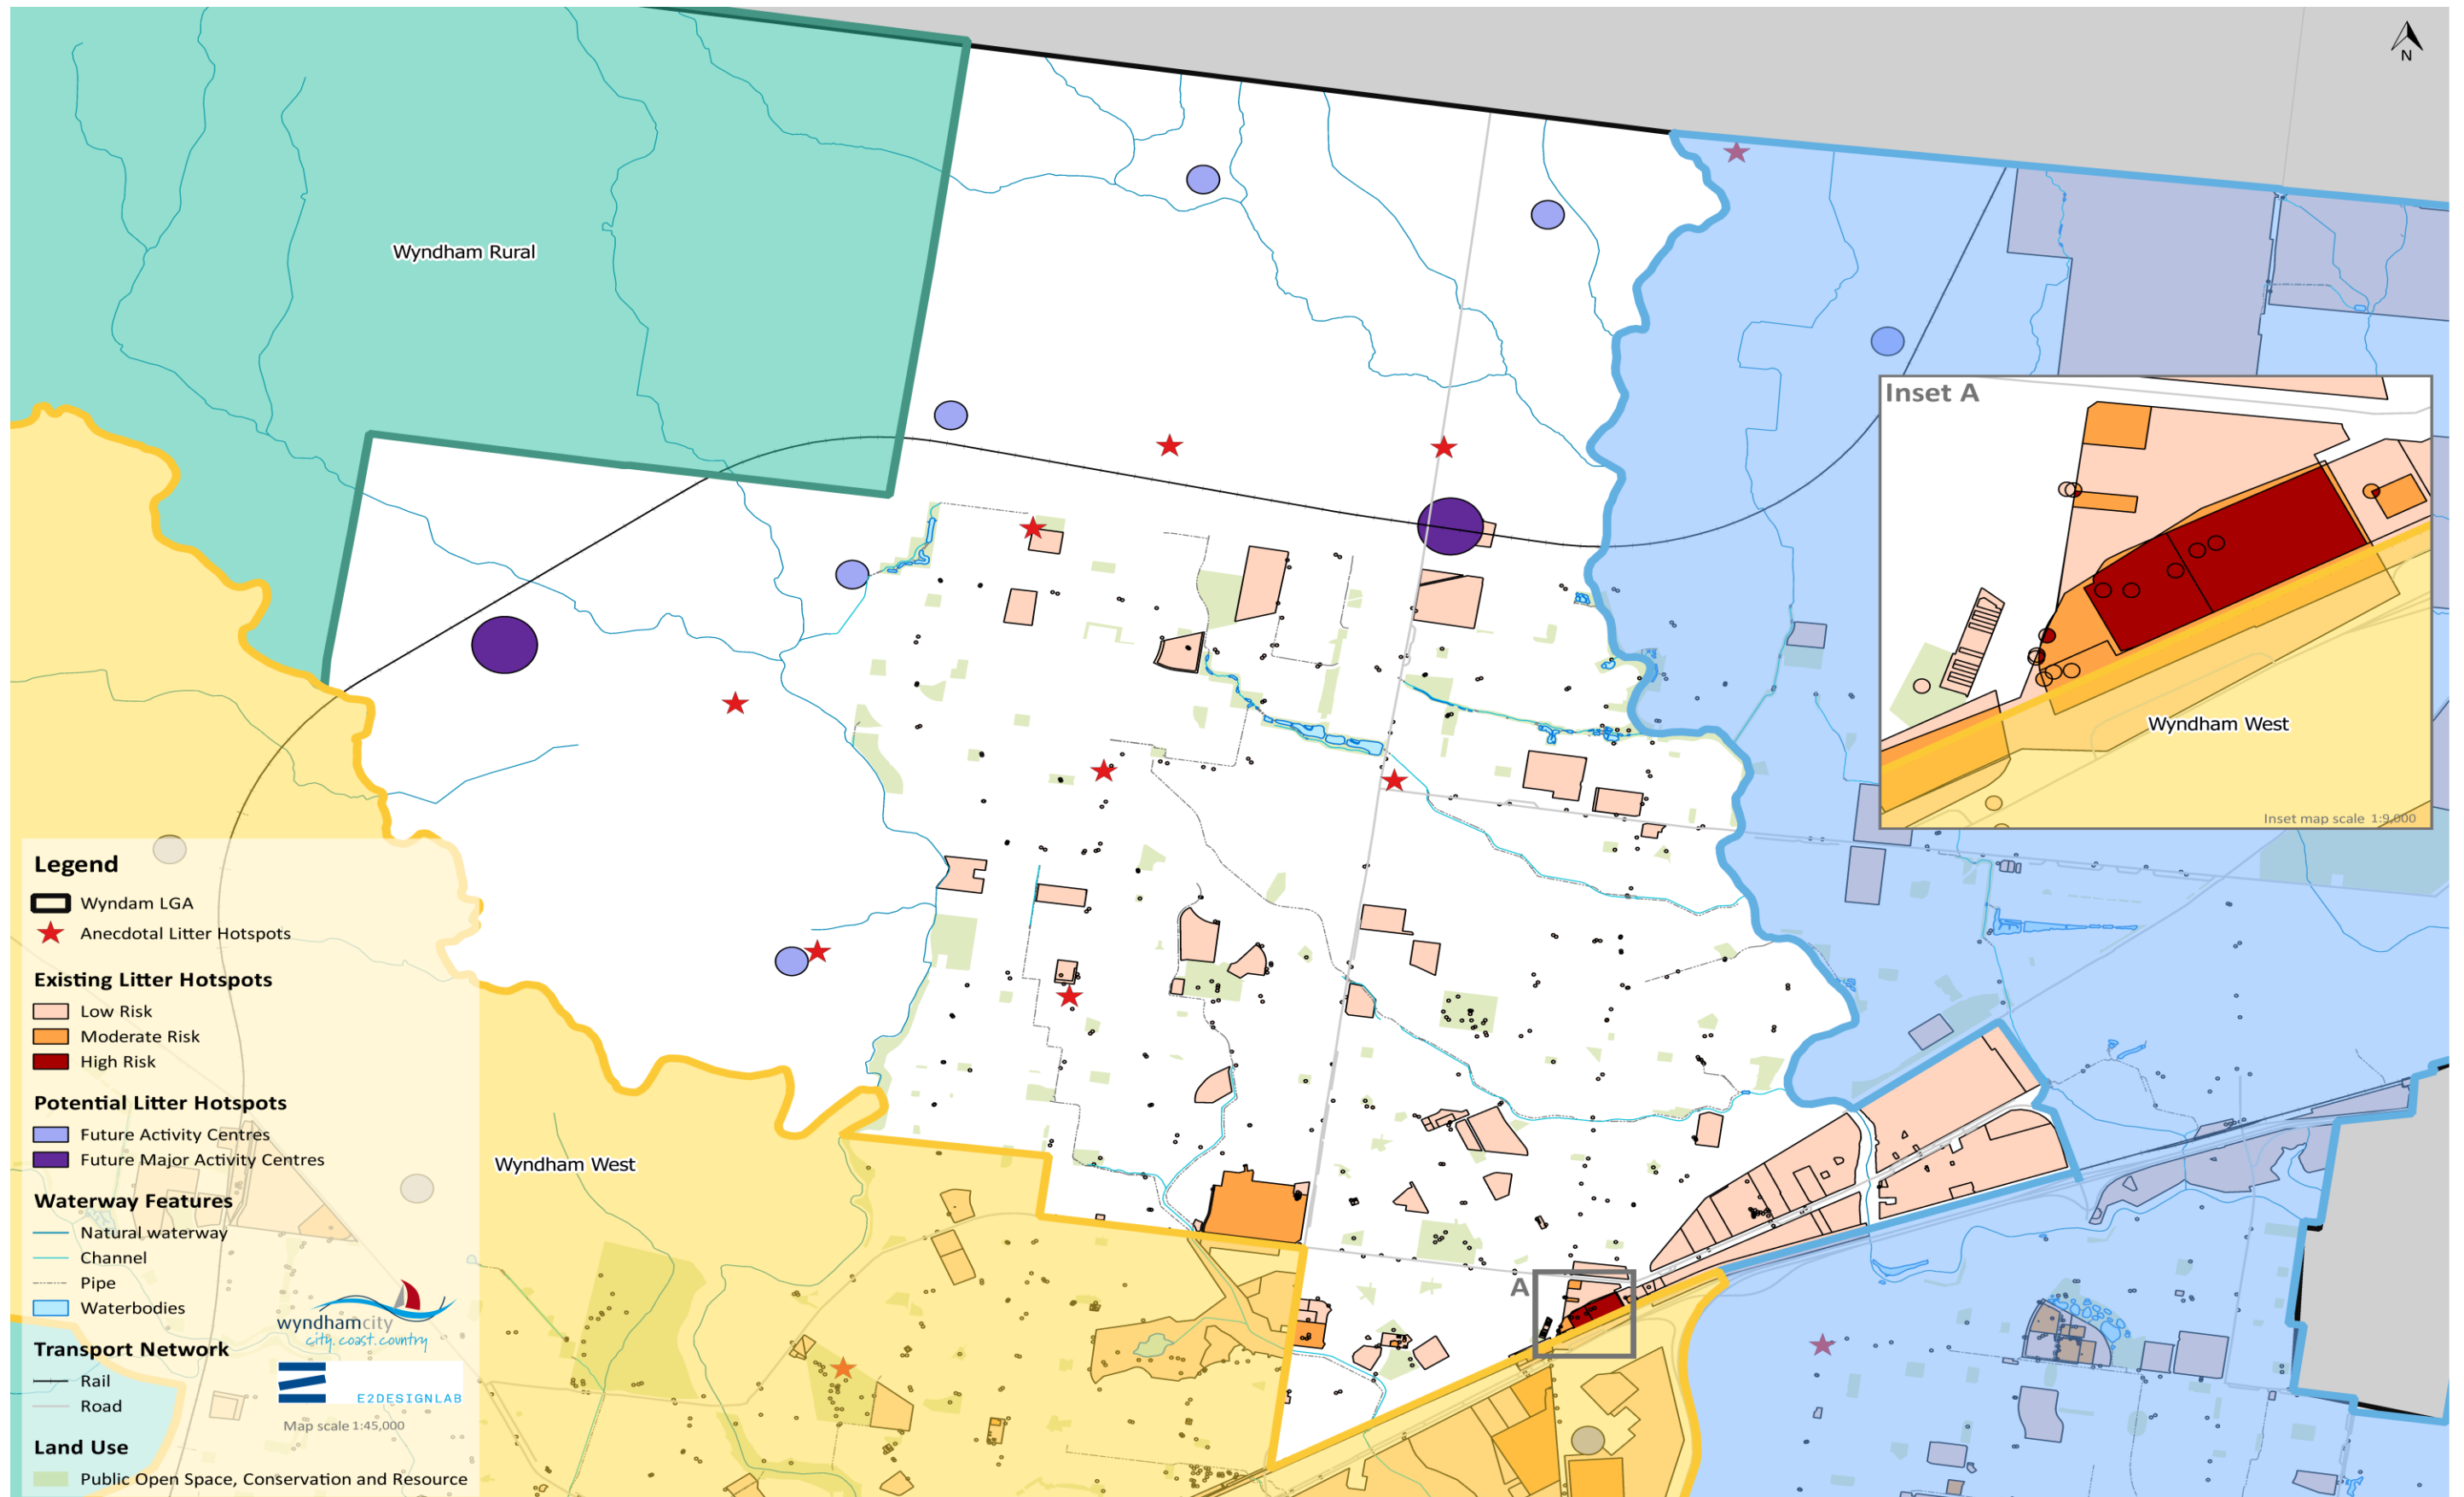 N
Wyndham Rural
Inset A
Wyndham West
Inset map scale 1:9,000
Legend
Wyndam LGA
Anecdotal Litter Hotspots
Existing Litter Hotspots
Low Risk
Moderate Risk
High Risk
Potential Litter Hotspots
Future Activity Centres
Future Major Activity Centres
Wyndham West
Waterway Features
Natural waterway
Channel
Pipe
Waterbodies
wyndhamcity
city. coast. country
Transport Network
Rail
Road
E2DESIGNLAB
Map scale 1:45,000
Land Use
Public Open Space, Conservation and Resource
A